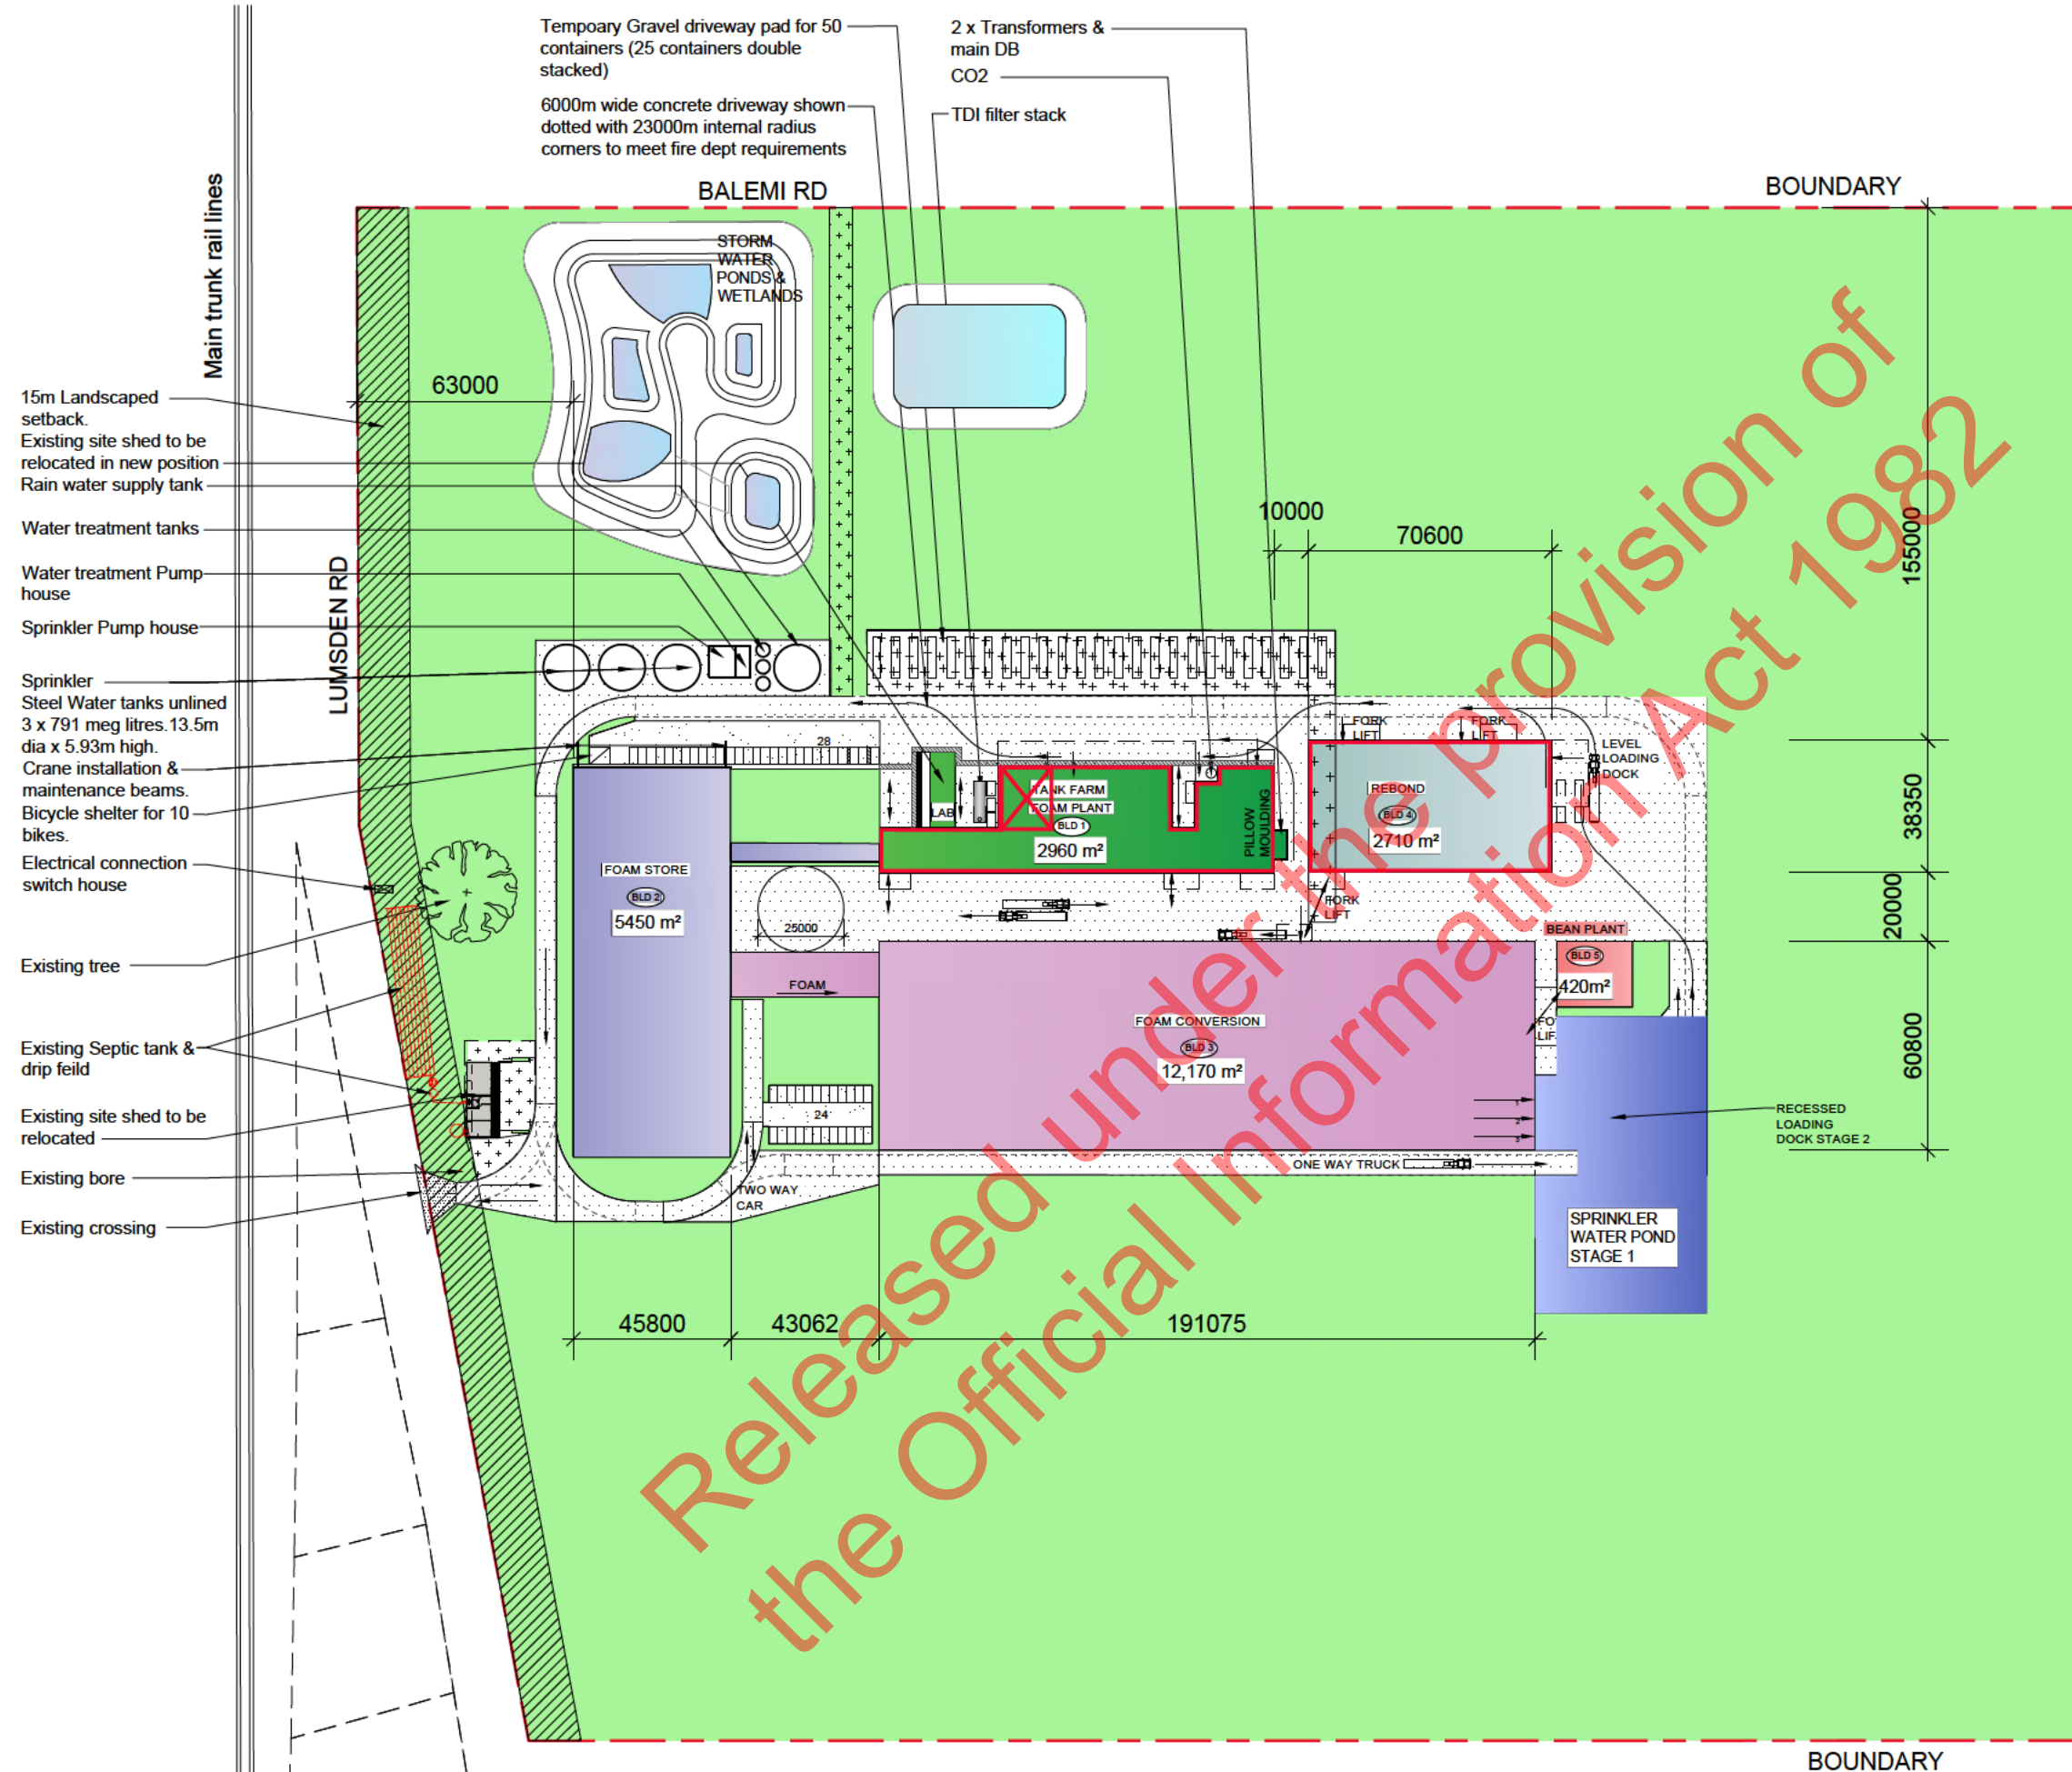 Tempoary Gravel driveway pad for 50
containers (25 containers double
stacked)
6000m wide concrete driveway shown
dotted with 23000m internal radius
corners to meet fire dept requirements
2 x Transformers &
main DB
CO2
TDI filter stack
BALEMI RD
BOUNDARY
Main trunk rail lines
STORM
WATER
PONDS &
WETLANDS
63000
15m Landscaped
setback.
Existing site shed to be
relocated in new position
Rain water supply tank
Water treatment tanks
Water treatment Pump
house
Sprinkler Pump house
Sprinkler
Steel Water tanks unlined
3 x 791 meg litres.13.5m
dia x 5.93m high.
Crane installation &
maintenance beams.
Bicycle shelter for 10
bikes.
Electrical connection
switch house
Existing tree
Existing Septic tank &
drip feild
Existing site shed to be
relocated
Existing bore
Existing crossing
LUMSDEN RD
10000
70600
155000
38350
20000
60800
28
FORK
LIFT
FORK
LIFT
LEVEL
LOADING
DOCK
LAB
TANK FARM
FOAM PLANT
BLD 1
2960 m²
PILLOW
MOULDING
REBOND
BLD 4
2710 m²
FOAM STORE
BLD 2
5450 m²
25000
FORK
LIFT
BEAN PLANT
BLD 5
420m²
FOAM
FOAM CONVERSION
BLD 3
12,170 m²
FO
LIF
24
1
2
3
RECESSED
LOADING
DOCK STAGE 2
ONE WAY TRUCK
TWO WAY
CAR
SPRINKLER
WATER POND
STAGE 1
45800
43062
191075
BOUNDARY
Released under the provision of
the Official Information Act 1982